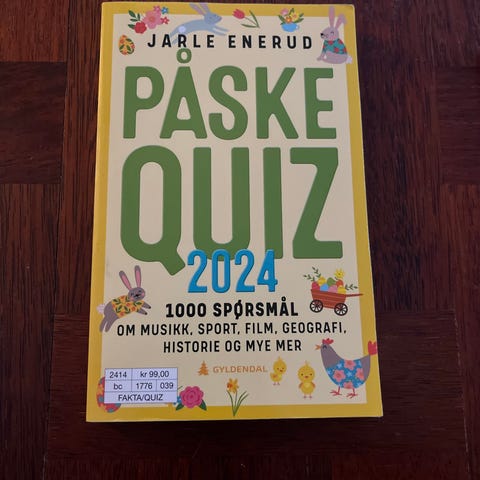 JARLE ENERUD
PÅSKE
QUIZ
2024
1000 SPØRSMÅL
OM MUSIKK, SPORT, FILM, GEOGRAFI,
HISTORIE OG MYE MER
GYLDENDAL
2414 kr 99,00
bc 1776 039
FAKTA/QUIZ